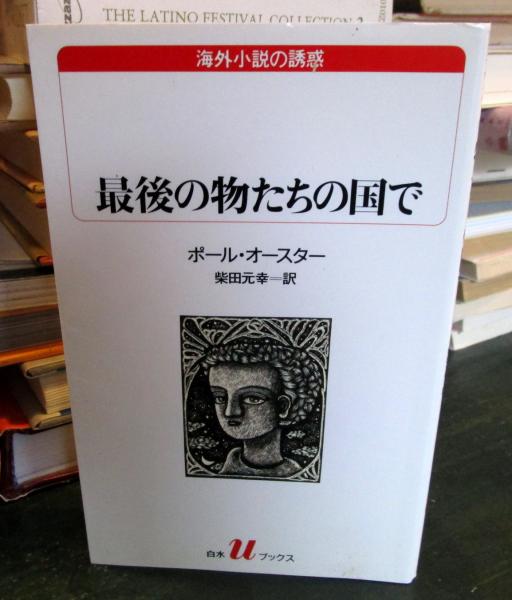 THE LATINO FESTIVAL COLLECTION 2
海外小説の誘惑
最後の物たちの国で
ポール・オースター
柴田元幸＝訳
白水 u ブックス